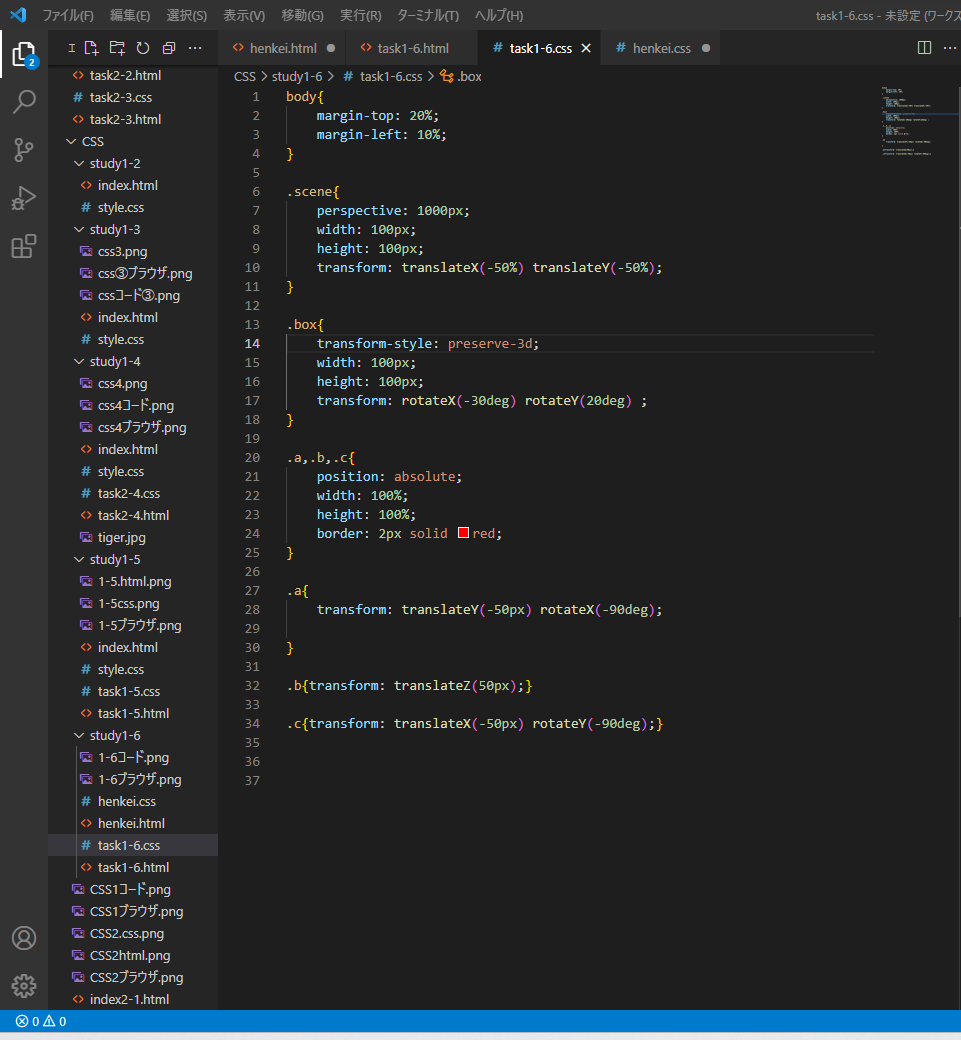 ファイル(F) 編集(E) 選択(S) 表示(V) 移動(G) 実行(R) ターミナル(T) ヘルプ(H) task1-6.css - 未設定 (ワークス
henkei.html task1-6.html task1-6.css henkei.css
2
CSS > study1-6 > # task1-6.css > .box
task2-2.html
# task2-3.css
task2-3.html
CSS
study1-2
index.html
# style.css
study1-3
css3.png
css③ブラウザ.png
cssコード③.png
index.html
# style.css
study1-4
css4.png
css4コード.png
css4ブラウザ.png
index.html
# style.css
# task2-4.css
task2-4.html
tiger.jpg
study1-5
1-5.html.png
1-5css.png
1-5ブラウザ.png
index.html
# style.css
# task1-5.css
task1-5.html
study1-6
1-6コード.png
1-6ブラウザ.png
# henkei.css
henkei.html
# task1-6.css
task1-6.html
CSS1コード.png
CSS1ブラウザ.png
CSS2.css.png
CSS2html.png
CSS2ブラウザ.png
index2-1.html
1 body{
2 margin-top: 20%;
3 margin-left: 10%;
4 }
5
6 .scene{
7 perspective: 1000px;
8 width: 100px;
9 height: 100px;
10 transform: translateX(-50%) translateY(-50%);
11 }
12
13 .box{
14 transform-style: preserve-3d;
15 width: 100px;
16 height: 100px;
17 transform: rotateX(-30deg) rotateY(20deg) ;
18 }
19
20 .a,.b,.c{
21 position: absolute;
22 width: 100%;
23 height: 100%;
24 border: 2px solid red;
25 }
26
27 .a{
28 transform: translateY(-50px) rotateX(-90deg);
29
30 }
31
32 .b{transform: translateZ(50px);}
33
34 .c{transform: translateX(-50px) rotateY(-90deg);}
35
36
37
0 0